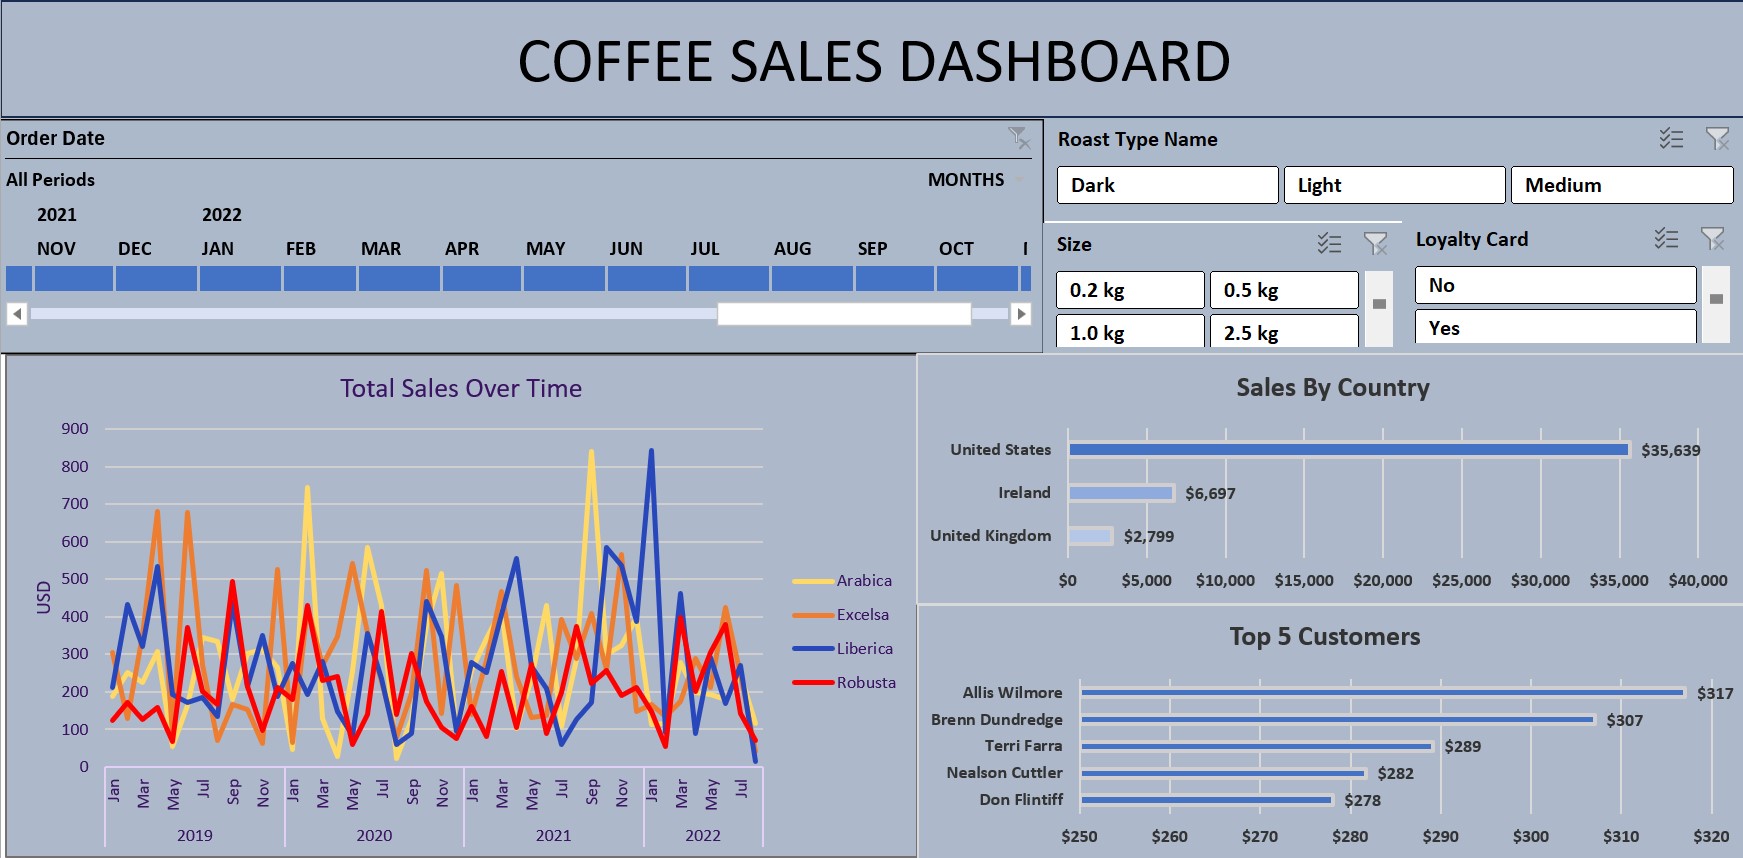 COFFEE SALES DASHBOARD
Order Date
All Periods
MONTHS
2021 2022
NOV DEC JAN FEB MAR APR MAY JUN JUL AUG SEP OCT
Roast Type Name
Dark Light Medium
Size
0.2 kg 0.5 kg
1.0 kg 2.5 kg
Loyalty Card
No
Yes
Total Sales Over Time
900
800
700
600
500
400
300
200
100
0
USD
Jan Mar May Jul Sep Nov Jan Mar May Jul Sep Nov Jan Mar May Jul Sep Nov Jan Mar May Jul
2019 2020 2021 2022
Arabica
Excelsa
Liberica
Robusta
Sales By Country
United States $35,639
Ireland $6,697
United Kingdom $2,799
$0 $5,000 $10,000 $15,000 $20,000 $25,000 $30,000 $35,000 $40,000
Top 5 Customers
Allis Wilmore $317
Brenn Dundredge $307
Terri Farra $289
Nealson Cuttler $282
Don Flintiff $278
$250 $260 $270 $280 $290 $300 $310 $320